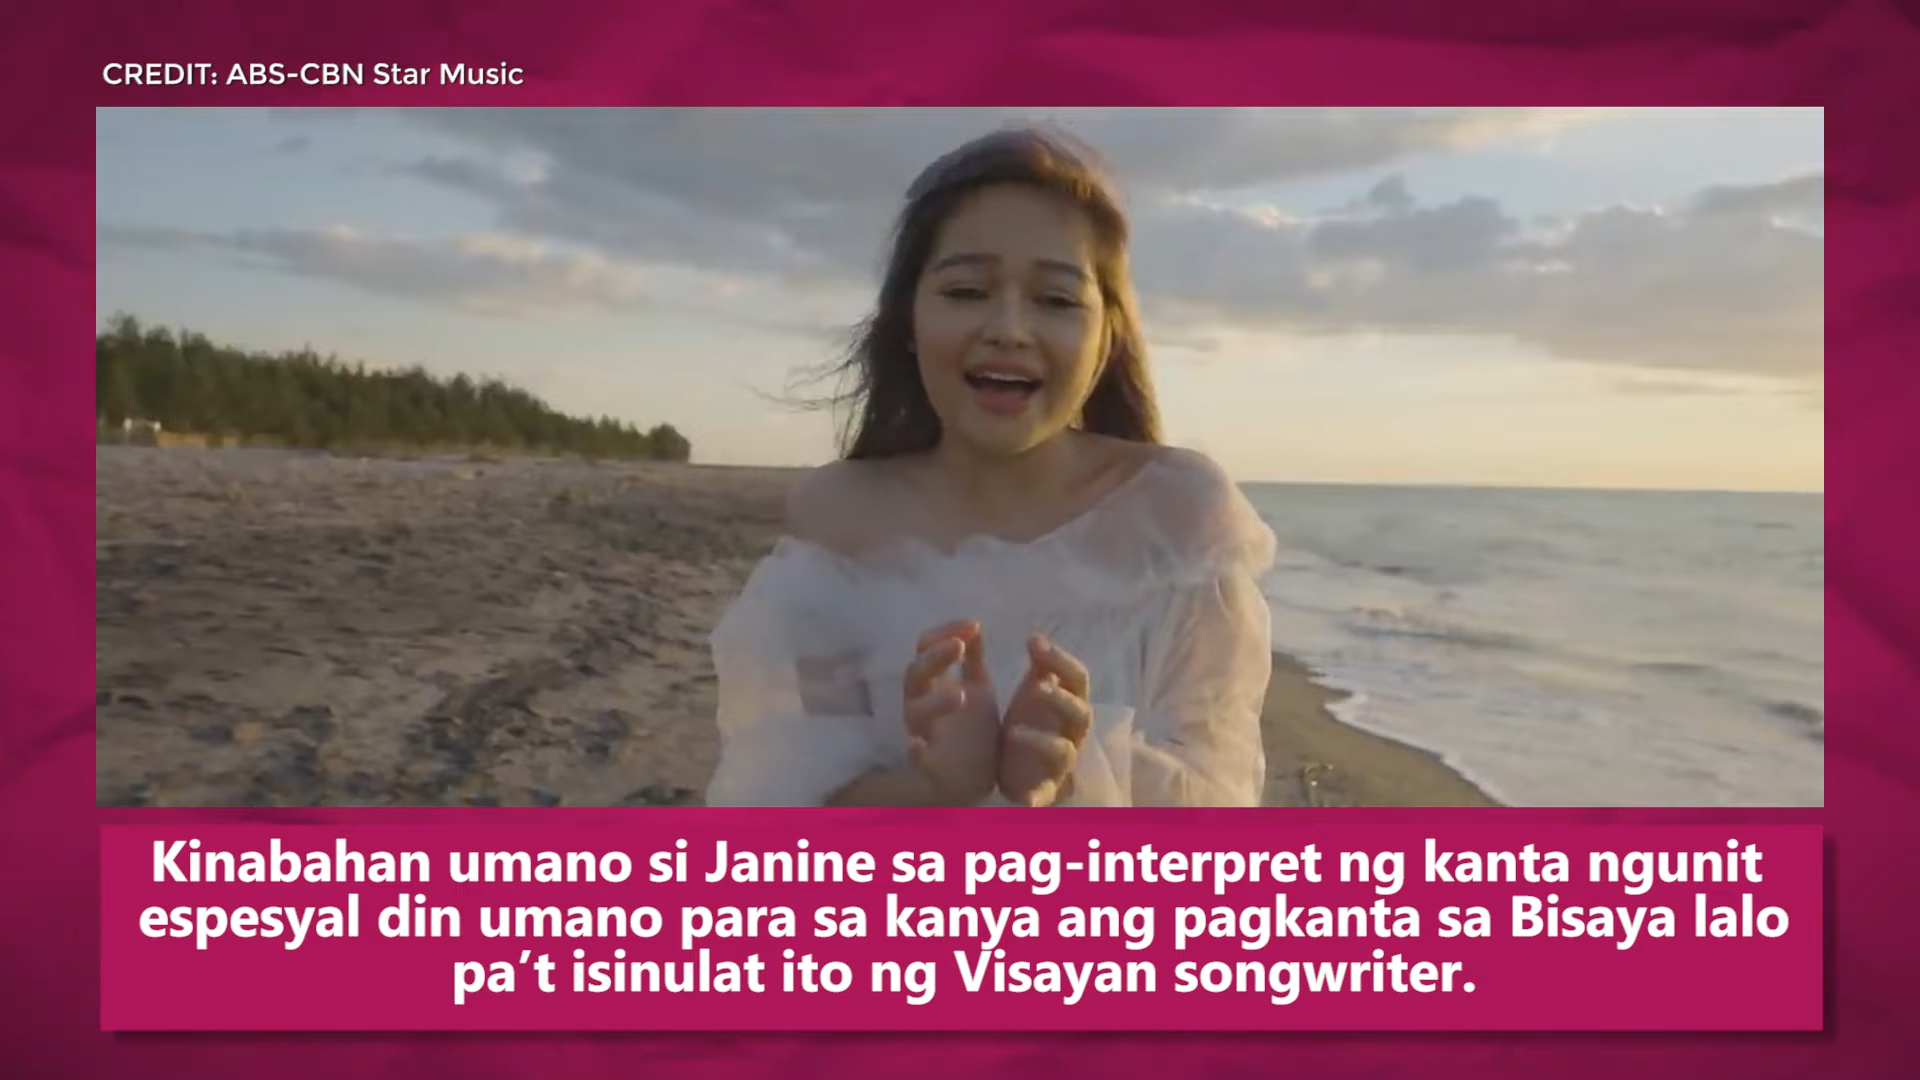 CREDIT: ABS-CBN Star Music
Kinabahan umano si Janine sa pag-interpret ng kanta ngunit
espesyal din umano para sa kanya ang pagkanta sa Bisaya lalo
pa’t isinulat ito ng Visayan songwriter.